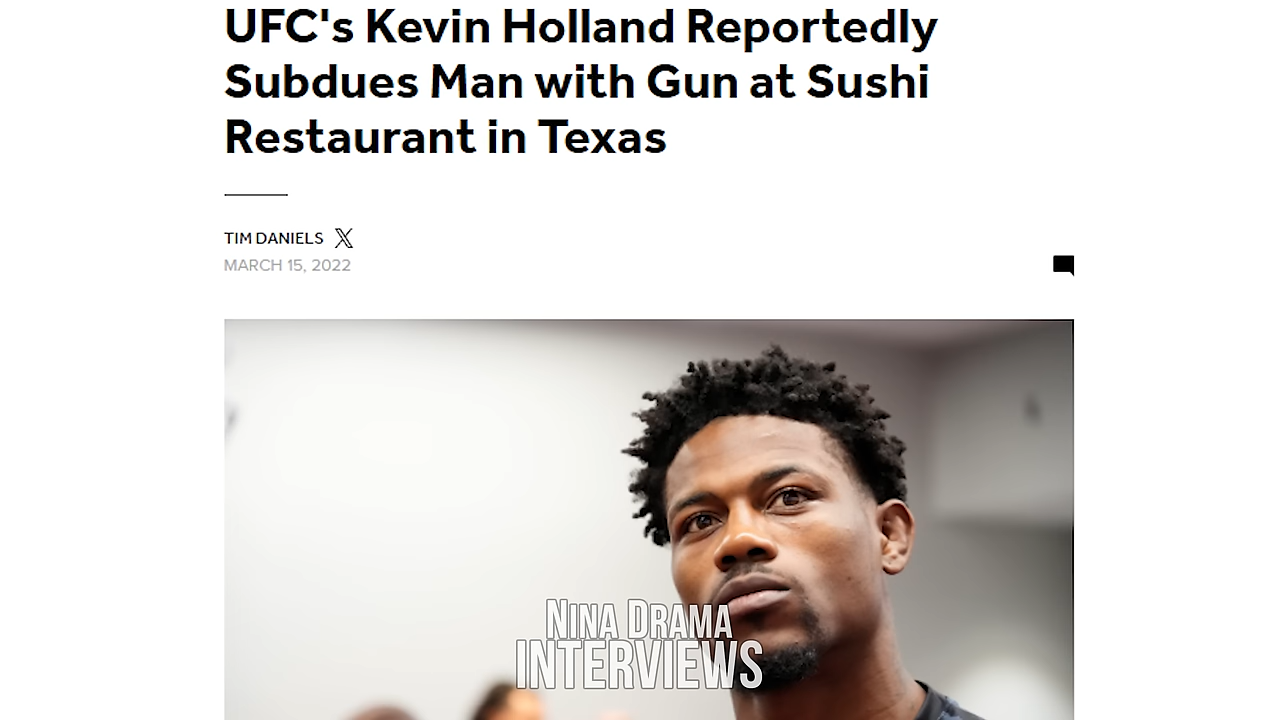 UFC's Kevin Holland Reportedly
Subdues Man with Gun at Sushi
Restaurant in Texas
TIM DANIELS
MARCH 15, 2022
NINA DRAMA
INTERVIEWS